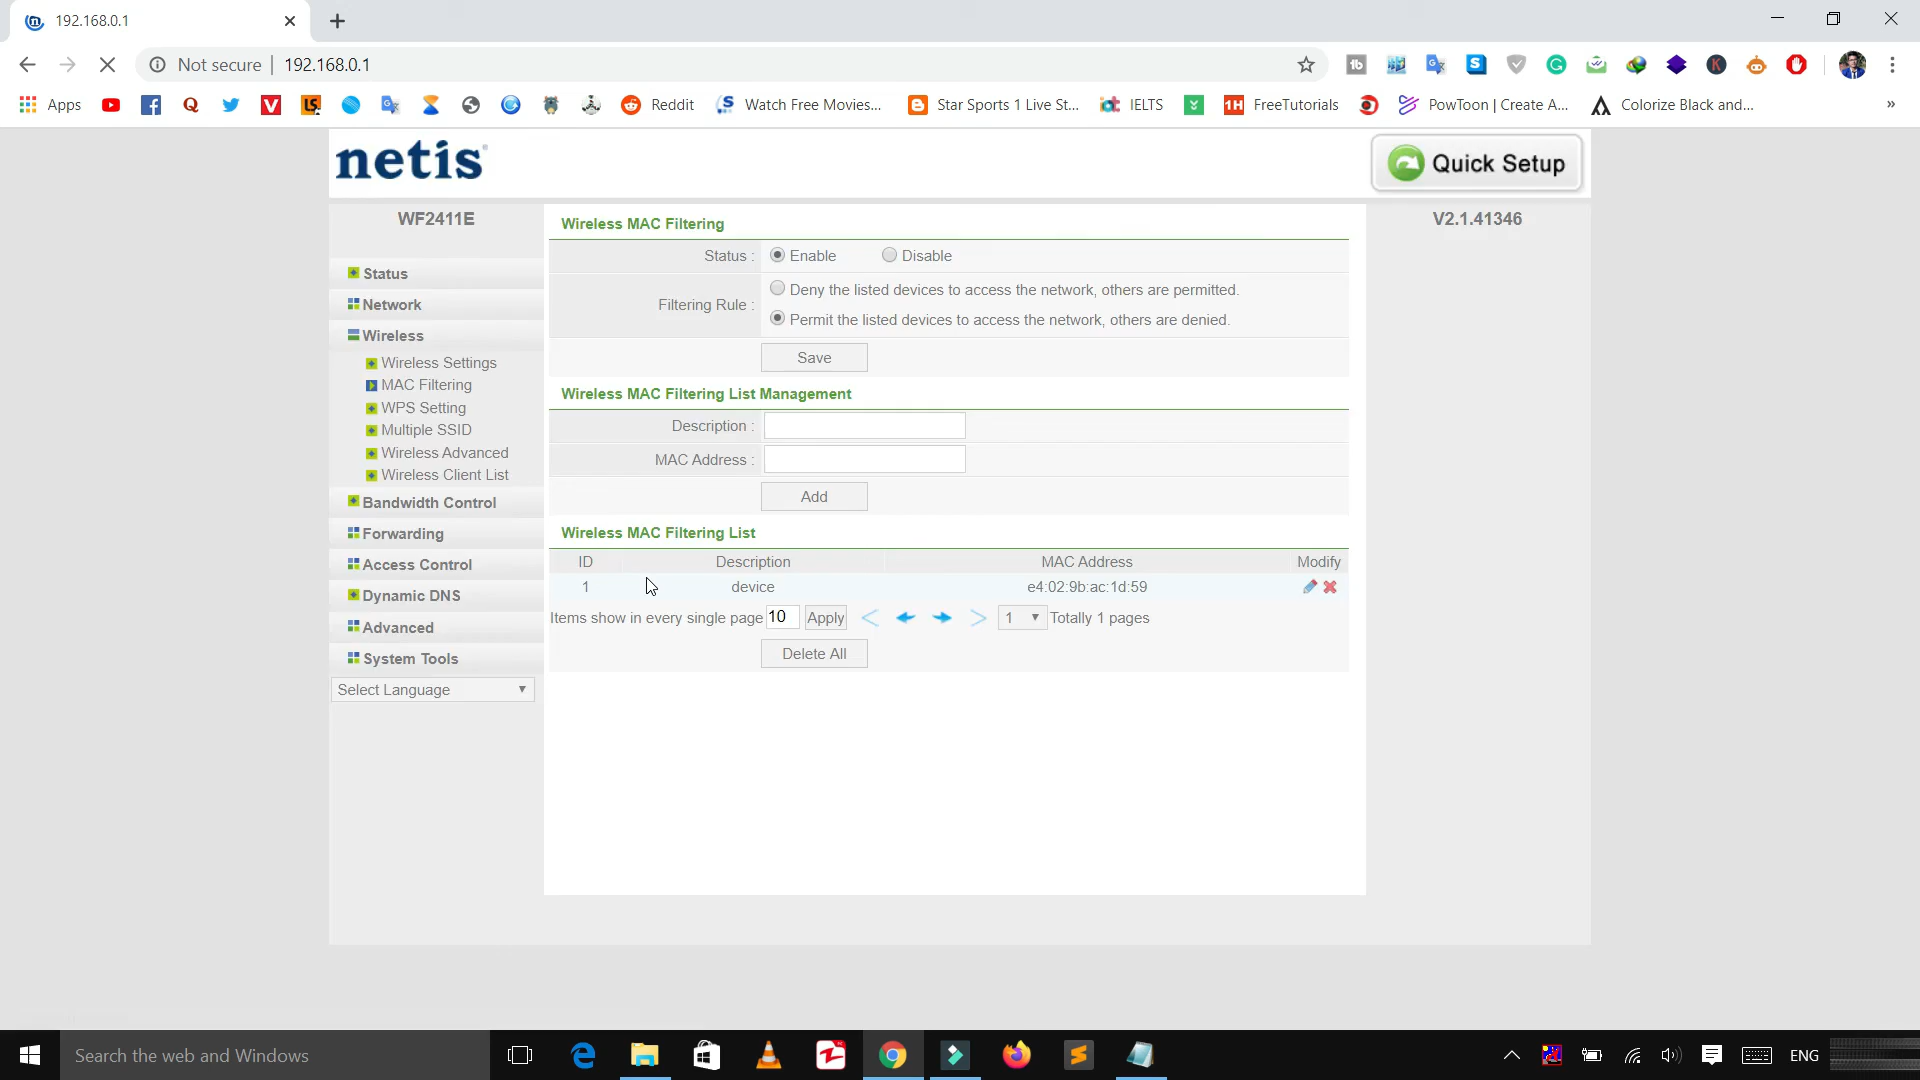 192.168.0.1
Not secure | 192.168.0.1
Apps
Reddit
Watch Free Movies...
Star Sports 1 Live St...
IELTS
FreeTutorials
PowToon | Create A...
Colorize Black and...
»
netis
Quick Setup
WF2411E
V2.1.41346
Status
Network
Wireless
Wireless Settings
MAC Filtering
WPS Setting
Multiple SSID
Wireless Advanced
Wireless Client List
Bandwidth Control
Forwarding
Access Control
Dynamic DNS
Advanced
System Tools
Select Language
Wireless MAC Filtering
Status : Enable Disable
Filtering Rule : Deny the listed devices to access the network, others are permitted.
Permit the listed devices to access the network, others are denied.
Save
Wireless MAC Filtering List Management
Description :
MAC Address :
Add
Wireless MAC Filtering List
ID Description MAC Address Modify
1 device e4:02:9b:ac:1d:59
Items show in every single page 10 Apply 1 Totally 1 pages
Delete All
Search the web and Windows
ENG